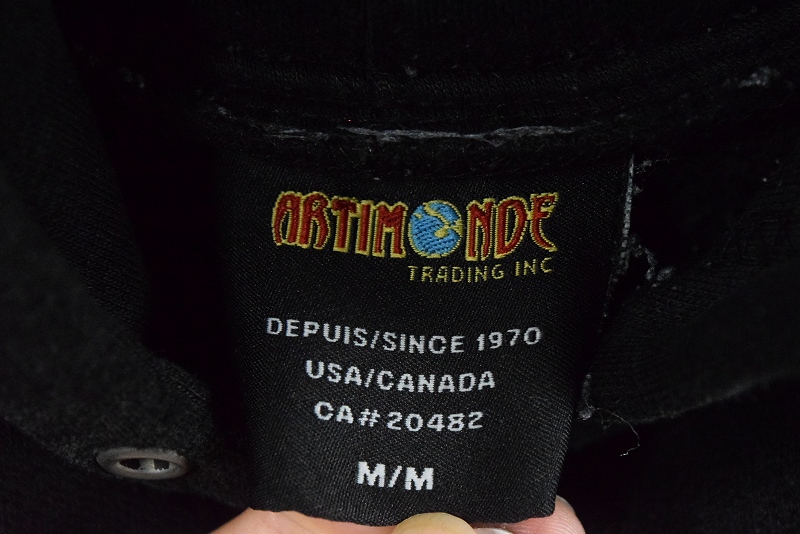 ARTIMONDE
TRADING INC
DEPUIS/SINCE 1970
USA/CANADA
CA#20482
M/M